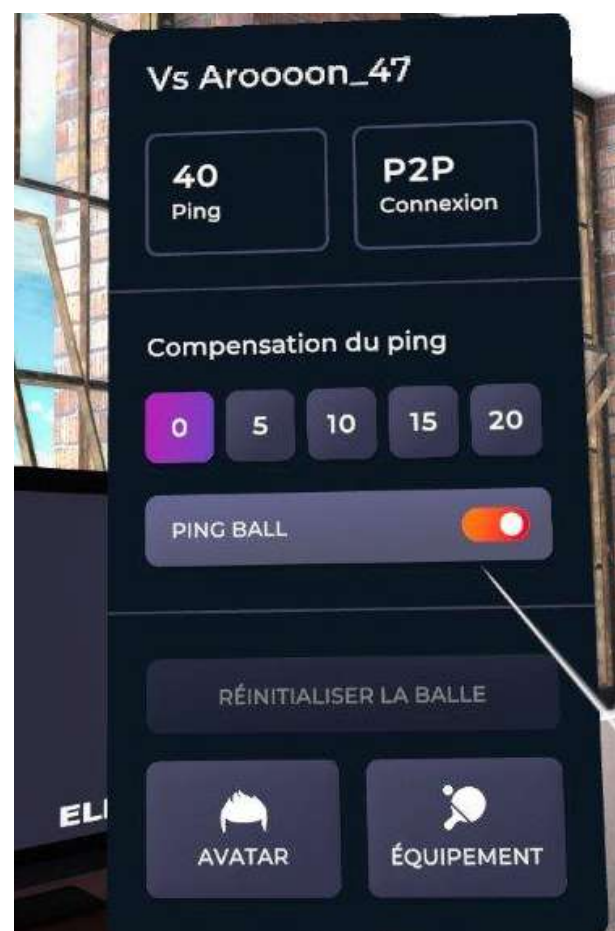 Vs Aroooon_47
40
Ping
P2P
Connexion
Compensation du ping
0 5 10 15 20
PING BALL
RÉINITIALISER LA BALLE
AVATAR
ÉQUIPEMENT